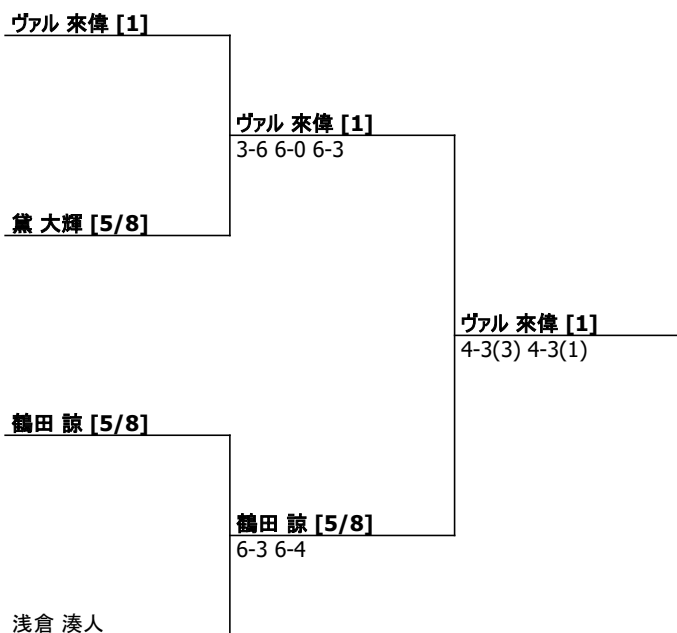 ヴァル 來偉 [1]
ヴァル 來偉 [1]
3-6 6-0 6-3
黛 大輝 [5/8]
ヴァル 來偉 [1]
4-3(3) 4-3(1)
鶴田 諒 [5/8]
鶴田 諒 [5/8]
6-3 6-4
浅倉 湊人